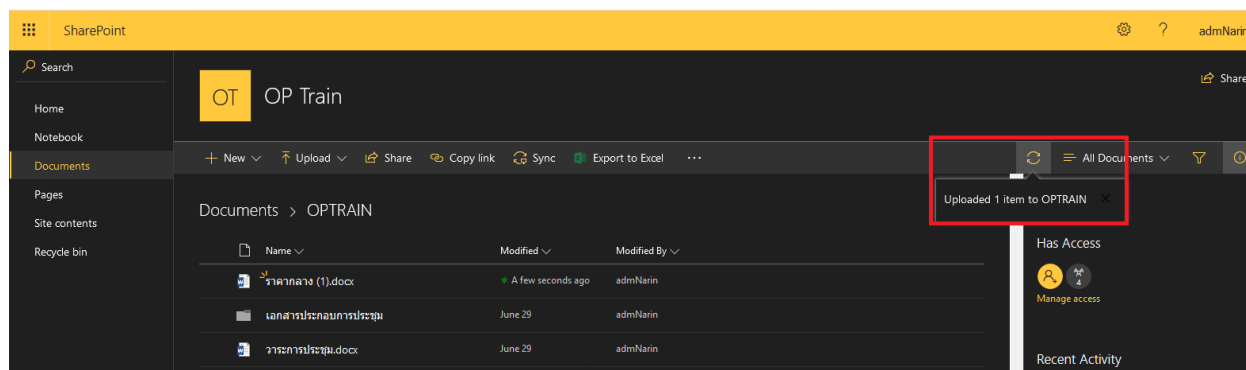 SharePoint
? admNarin
Search
Home
Notebook
Documents
Pages
Site contents
Recycle bin
OT OP Train
Share
New Upload Share Copy link Sync Export to Excel ... All Documents
Uploaded 1 item to OPTRAIN
Documents > OPTRAIN
Name Modified Modified By
ราคากลาง (1).docx A few seconds ago admNarin
เอกสารประกอบการประชุม June 29 admNarin
วาระการประชุม.docx June 29 admNarin
Has Access
4
Manage access
Recent Activity